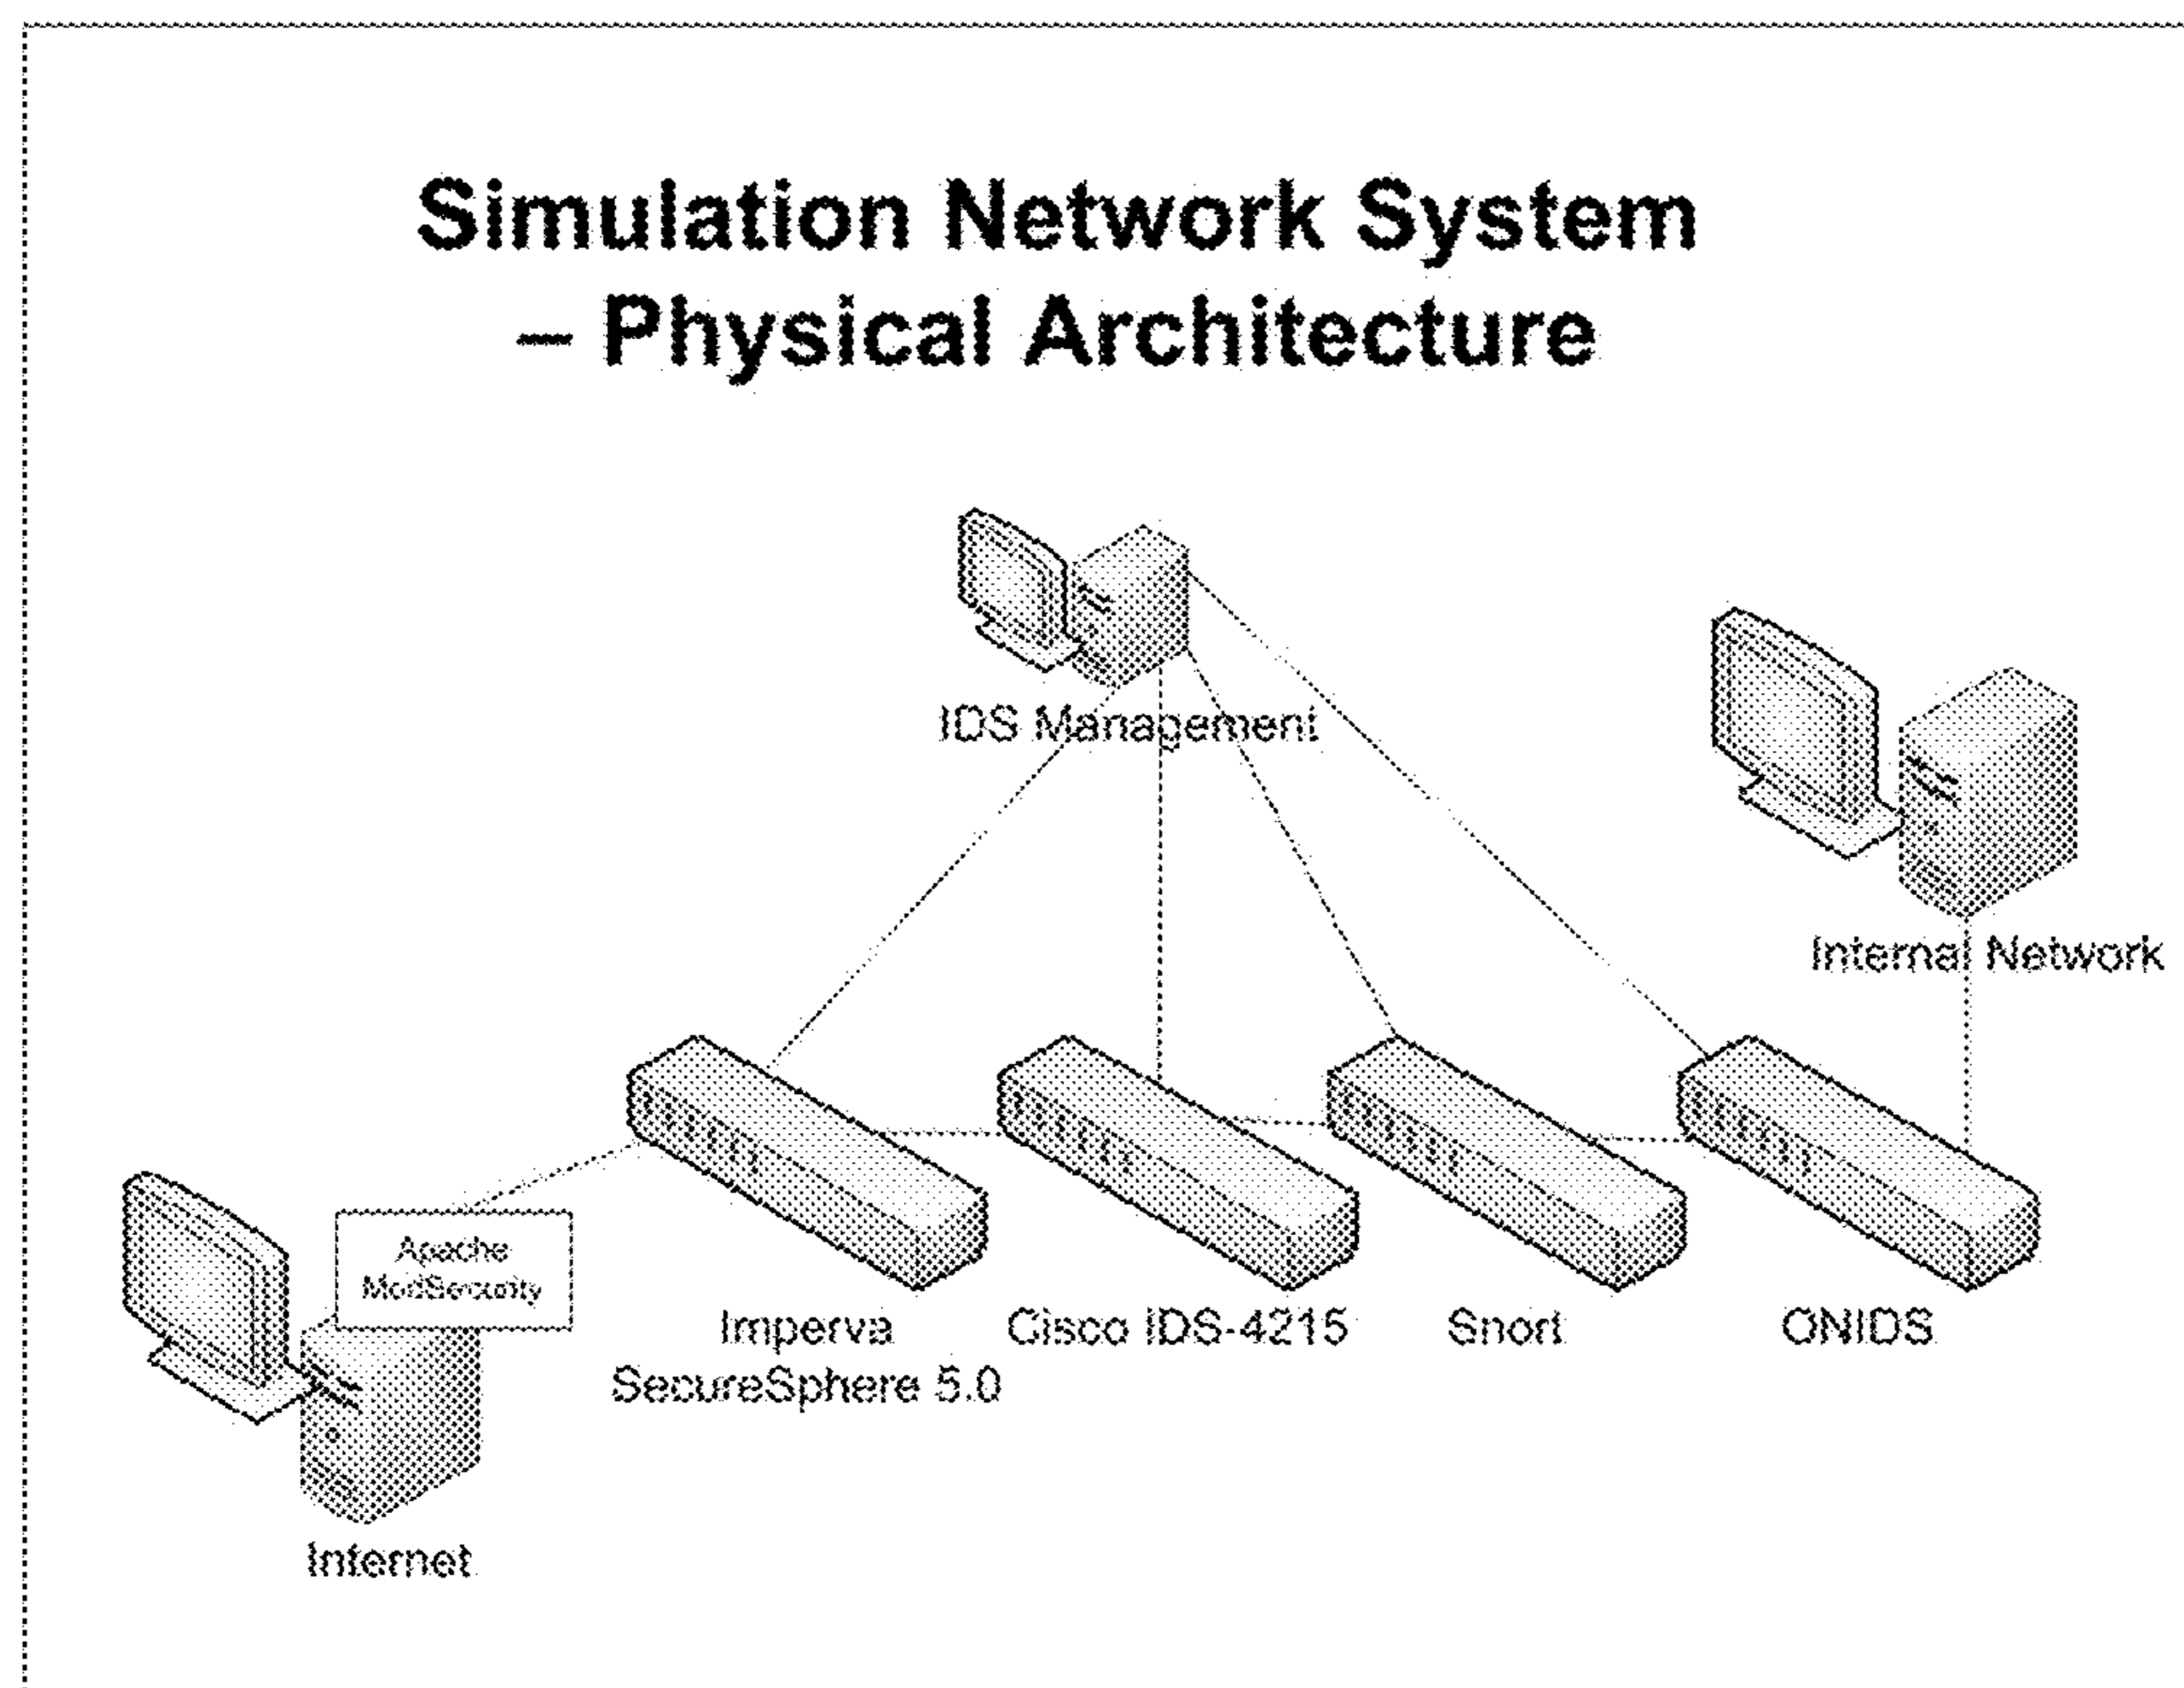 Simulation Network System
– Physical Architecture
IDS Management
Internal Network
Apache
ModSecurity
Imperva
SecureSphere 5.0
Cisco IDS-4215
Snort
ONIDS
Internet